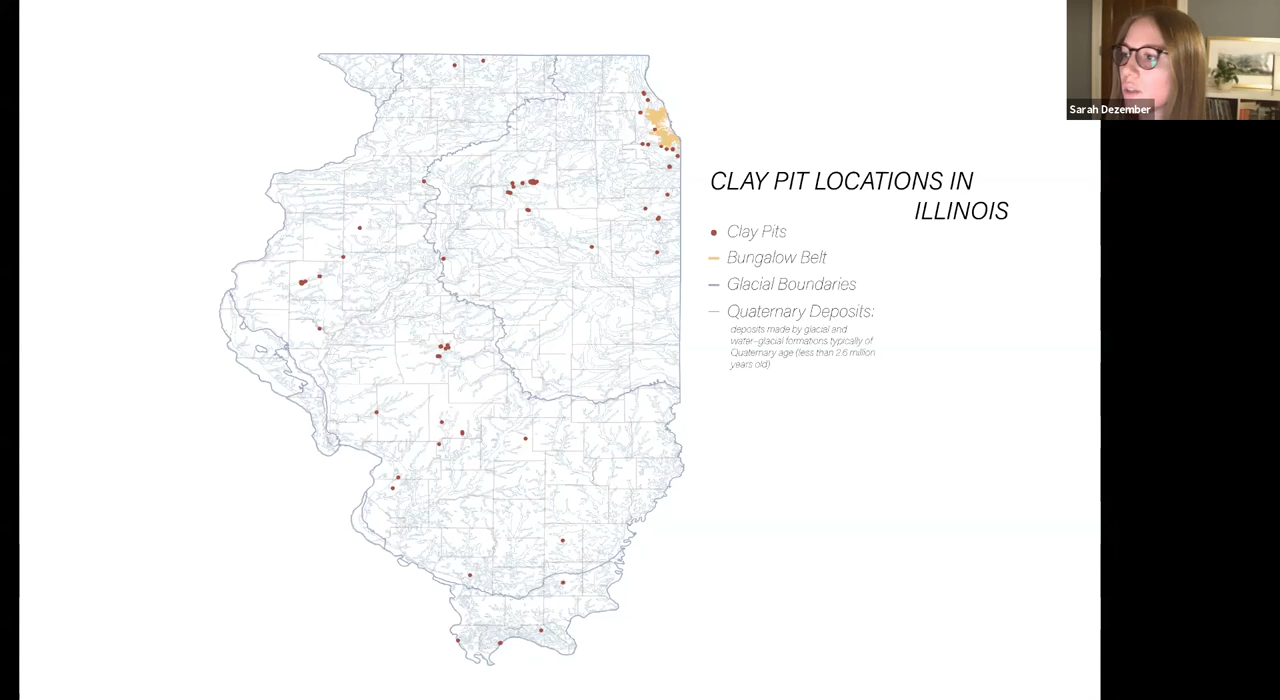 Sarah Dezember
CLAY PIT LOCATIONS IN
ILLINOIS
Clay Pits
Bungalow Belt
Glacial Boundaries
Quaternary Deposits:
deposits made by glacial and
water-glacial formations typically of
Quaternary age (less than 2.6 million
years old)